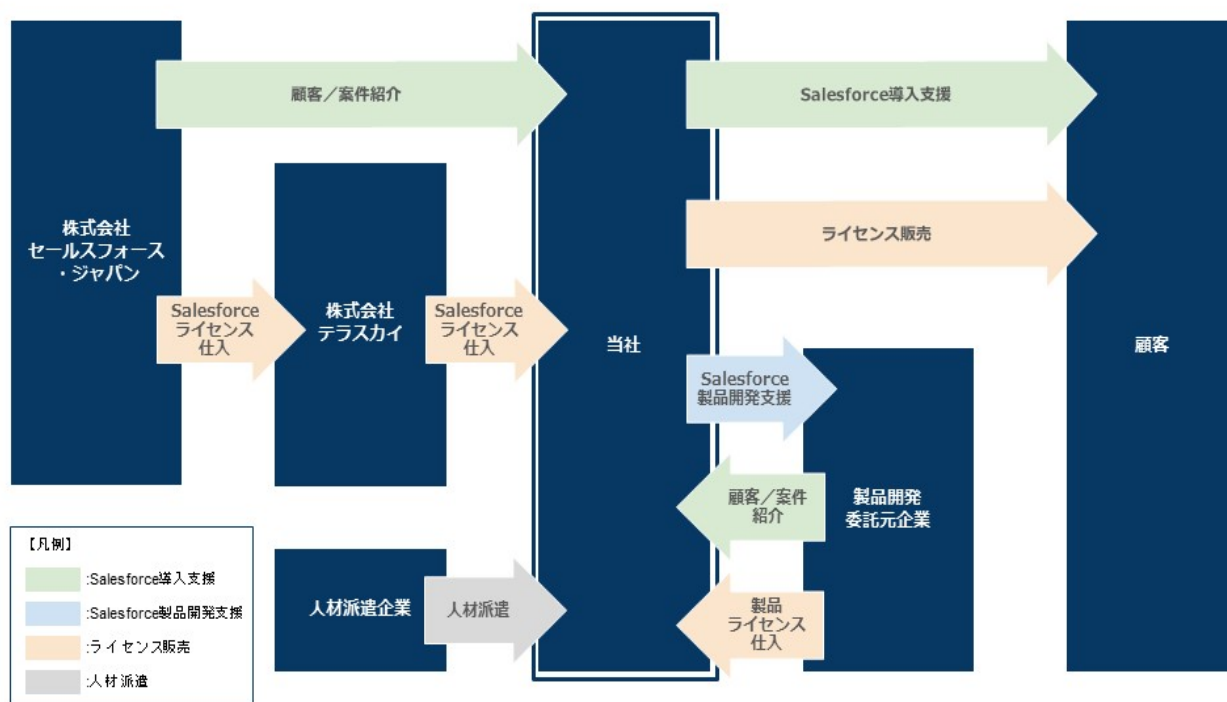 顧客／案件紹介
Salesforce導入支援
株式会社
セールスフォース
・ジャパン
ライセンス販売
Salesforce
ライセンス
仕入
株式会社
テラスカイ
Salesforce
ライセンス
仕入
当社
顧客
Salesforce
製品開発支援
顧客／案件
紹介
製品開発
委託元企業
人材派遣企業
人材派遣
製品
ライセンス
仕入
【凡例】
:Salesforce導入支援
:Salesforce製品開発支援
:ライセンス販売
:人材派遣